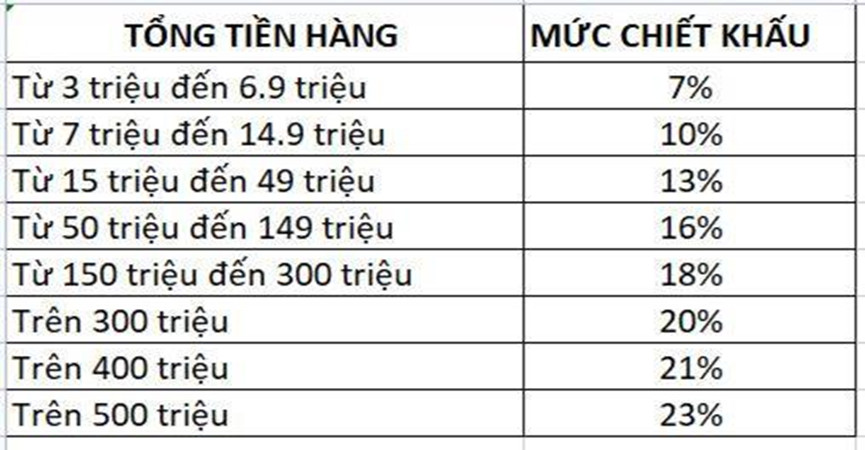 TỔNG TIỀN HÀNG MỨC CHIẾT KHẤU
Từ 3 triệu đến 6.9 triệu 7%
Từ 7 triệu đến 14.9 triệu 10%
Từ 15 triệu đến 49 triệu 13%
Từ 50 triệu đến 149 triệu 16%
Từ 150 triệu đến 300 triệu 18%
Trên 300 triệu 20%
Trên 400 triệu 21%
Trên 500 triệu 23%